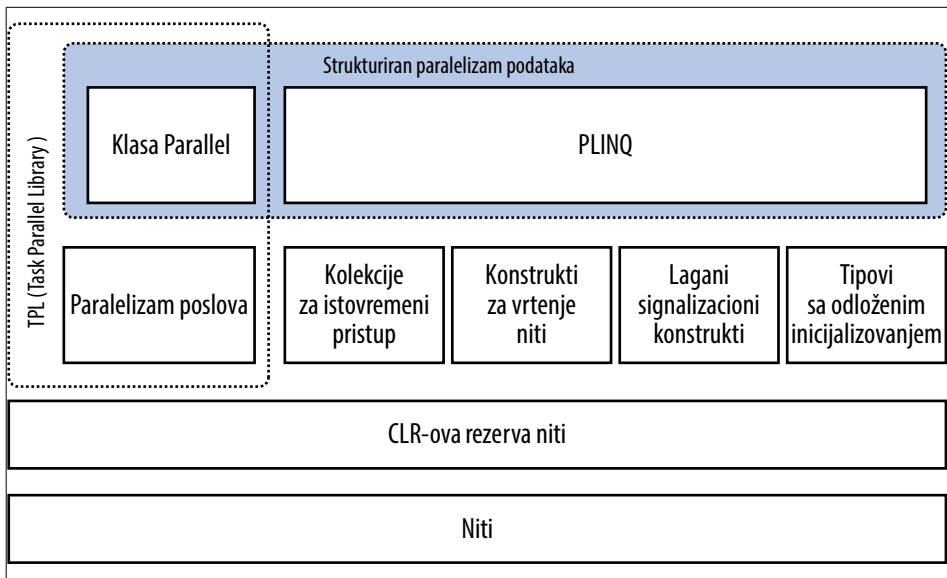 Strukturiran paralelizam podataka
TPL (Task Parallel Library )
Klasa Parallel
PLINQ
Paralelizam poslova
Kolekcije
za istovremeni
pristup
Konstrukti
za vrtenje
niti
Lagani
signalizacioni
konstrukti
Tipovi
sa odloženim
inicijalizovanjem
CLR-ova rezerva niti
Niti